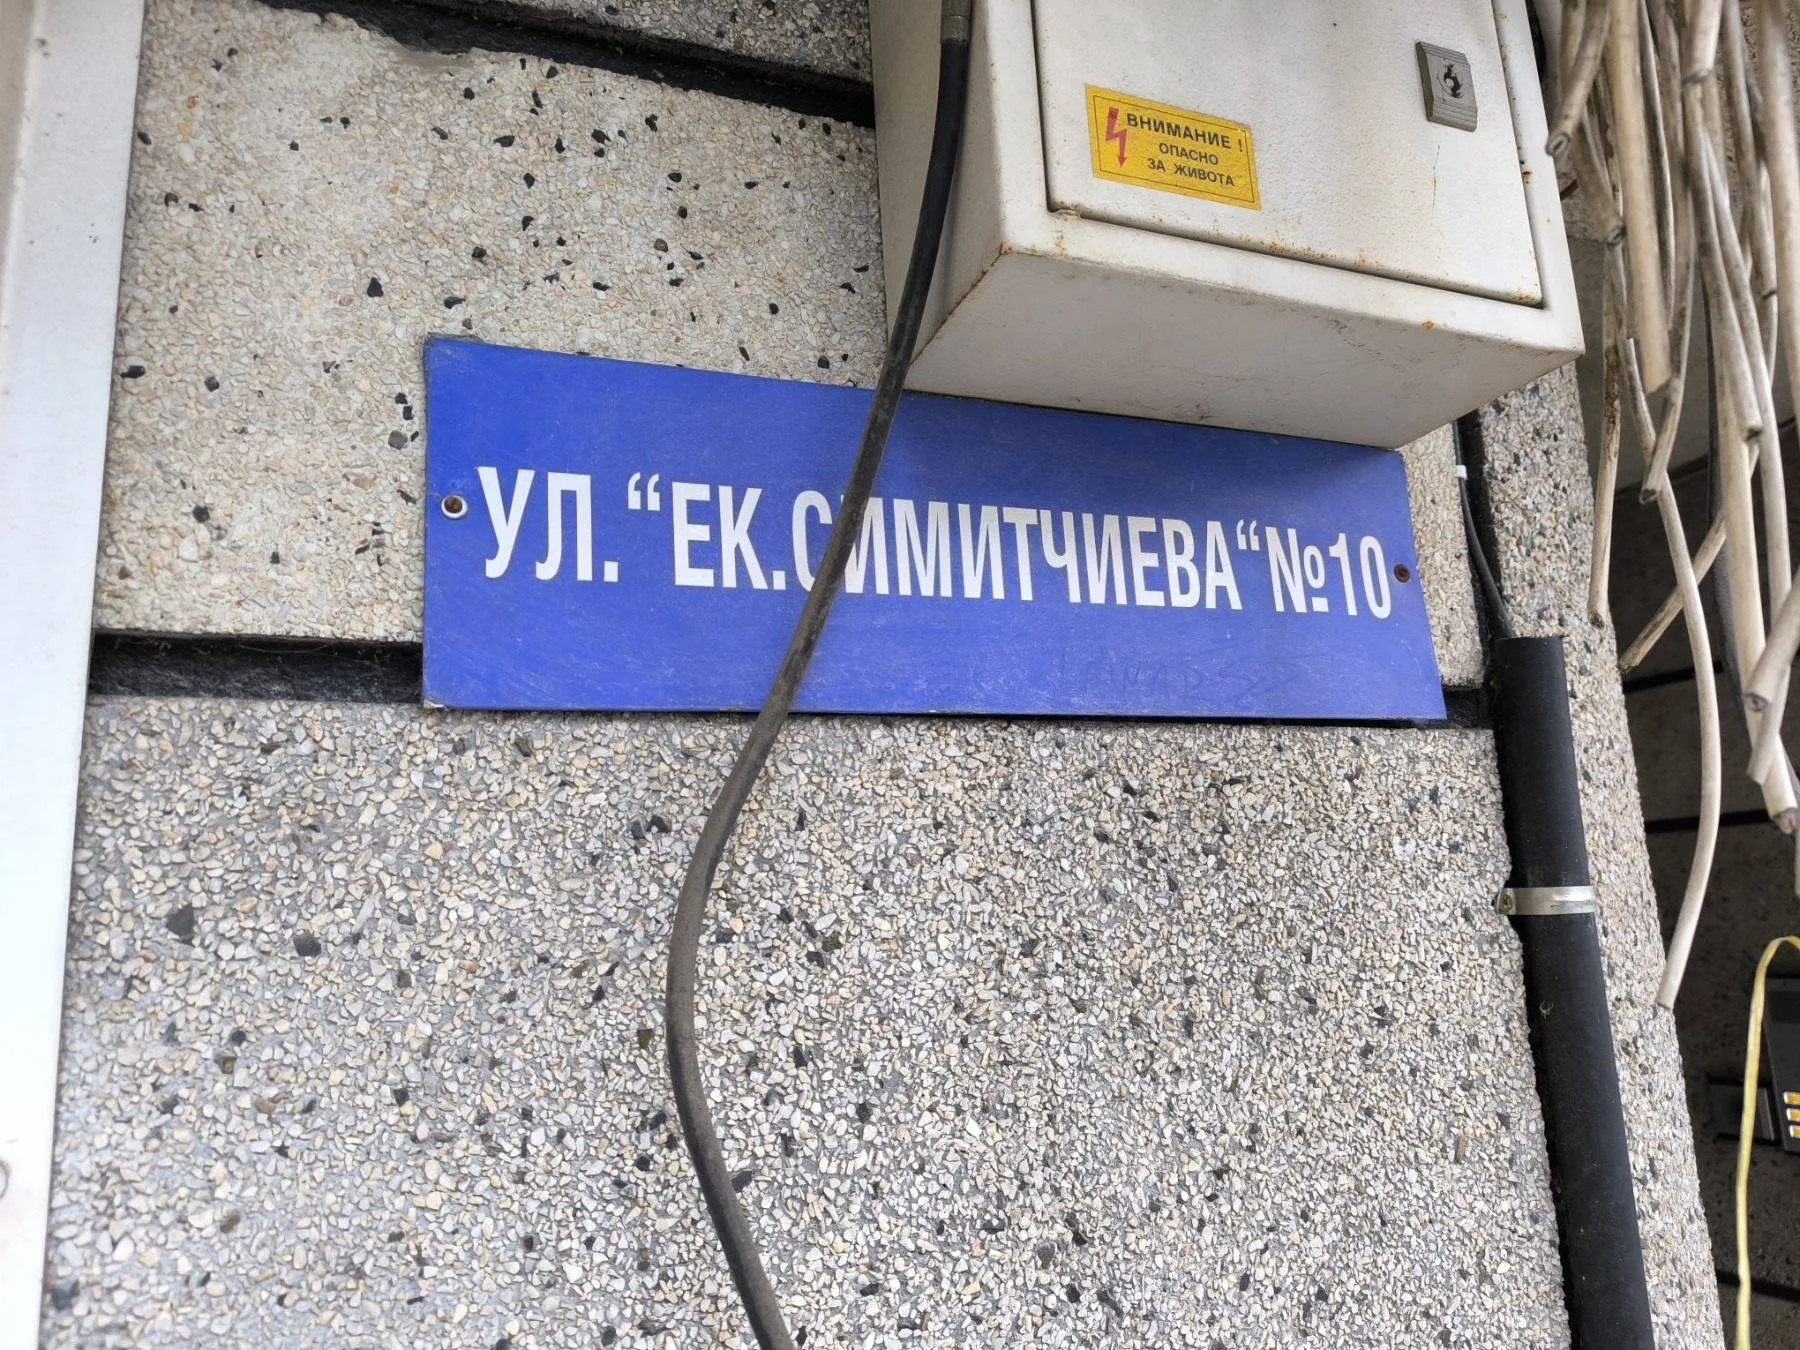 ВНИМАНИЕ !
ОПАСНО
ЗА ЖИВОТА
УЛ. “ЕК.СИМИТЧИЕВА“ №10